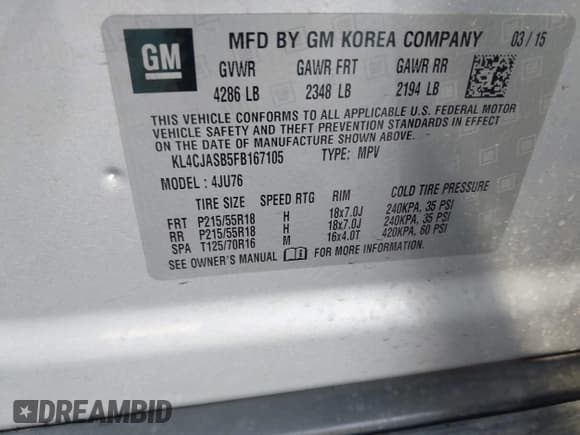 GM
MFD BY GM KOREA COMPANY 03 / 15
GVWR GAWR FRT GAWR RR
4286 LB 2348 LB 2194 LB
THIS VEHICLE CONFORMS TO ALL APPLICABLE U.S. FEDERAL MOTOR
VEHICLE SAFETY AND THEFT PREVENTION STANDARDS IN EFFECT
ON THE DATE OF MANUFACTURE SHOWN ABOVE.
KL4CJASB5FB167105 TYPE: MPV
MODEL : 4JU76
TIRE SIZE SPEED RTG RIM COLD TIRE PRESSURE
FRT P215/55R18 H 18x7.0J 240KPA, 35 PSI
RR P215/55R18 H 18x7.0J 240KPA, 35 PSI
SPA T125/70R16 M 16x4.0T 420KPA, 60 PSI
SEE OWNER'S MANUAL FOR MORE INFORMATION.
DREAMBID